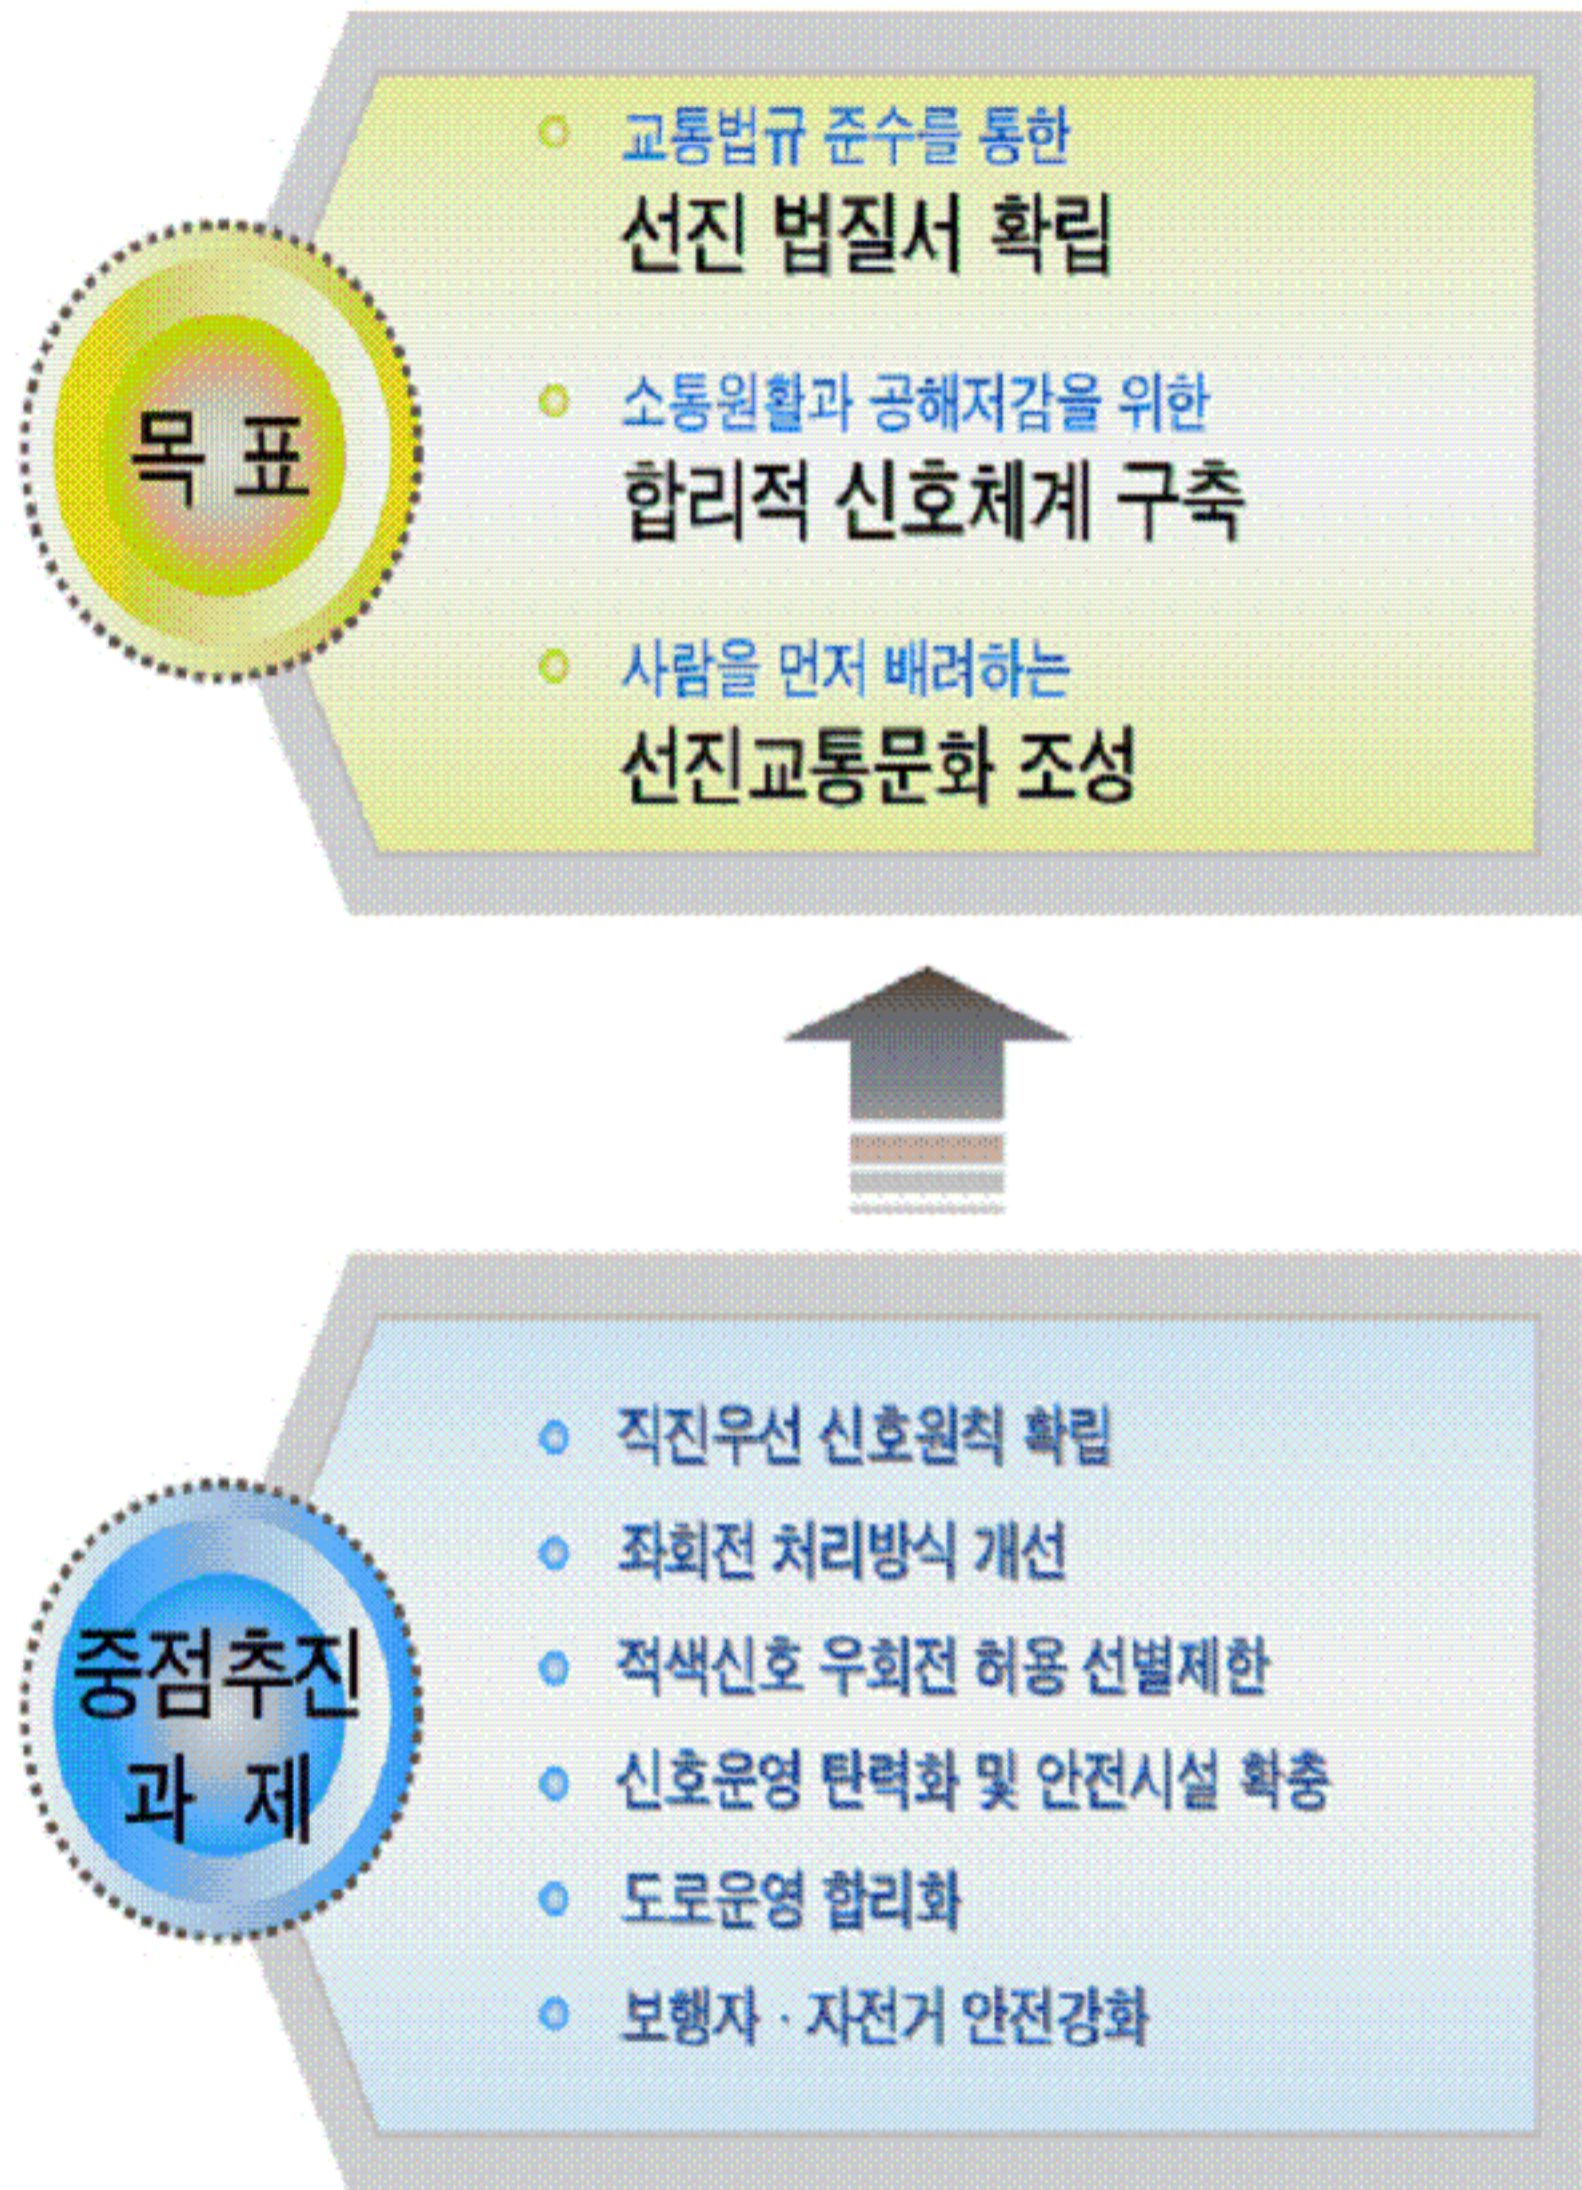 목 표
교통법규 준수를 통한
선진 법질서 확립
소통원활과 공해저감을 위한
합리적 신호체계 구축
사람을 먼저 배려하는
선진교통문화 조성
중점추진
과 제
직진우선 신호원칙 확립
좌회전 처리방식 개선
적색신호 우회전 허용 선별제한
신호운영 탄력화 및 안전시설 확충
도로운영 합리화
보행자 · 자전거 안전강화